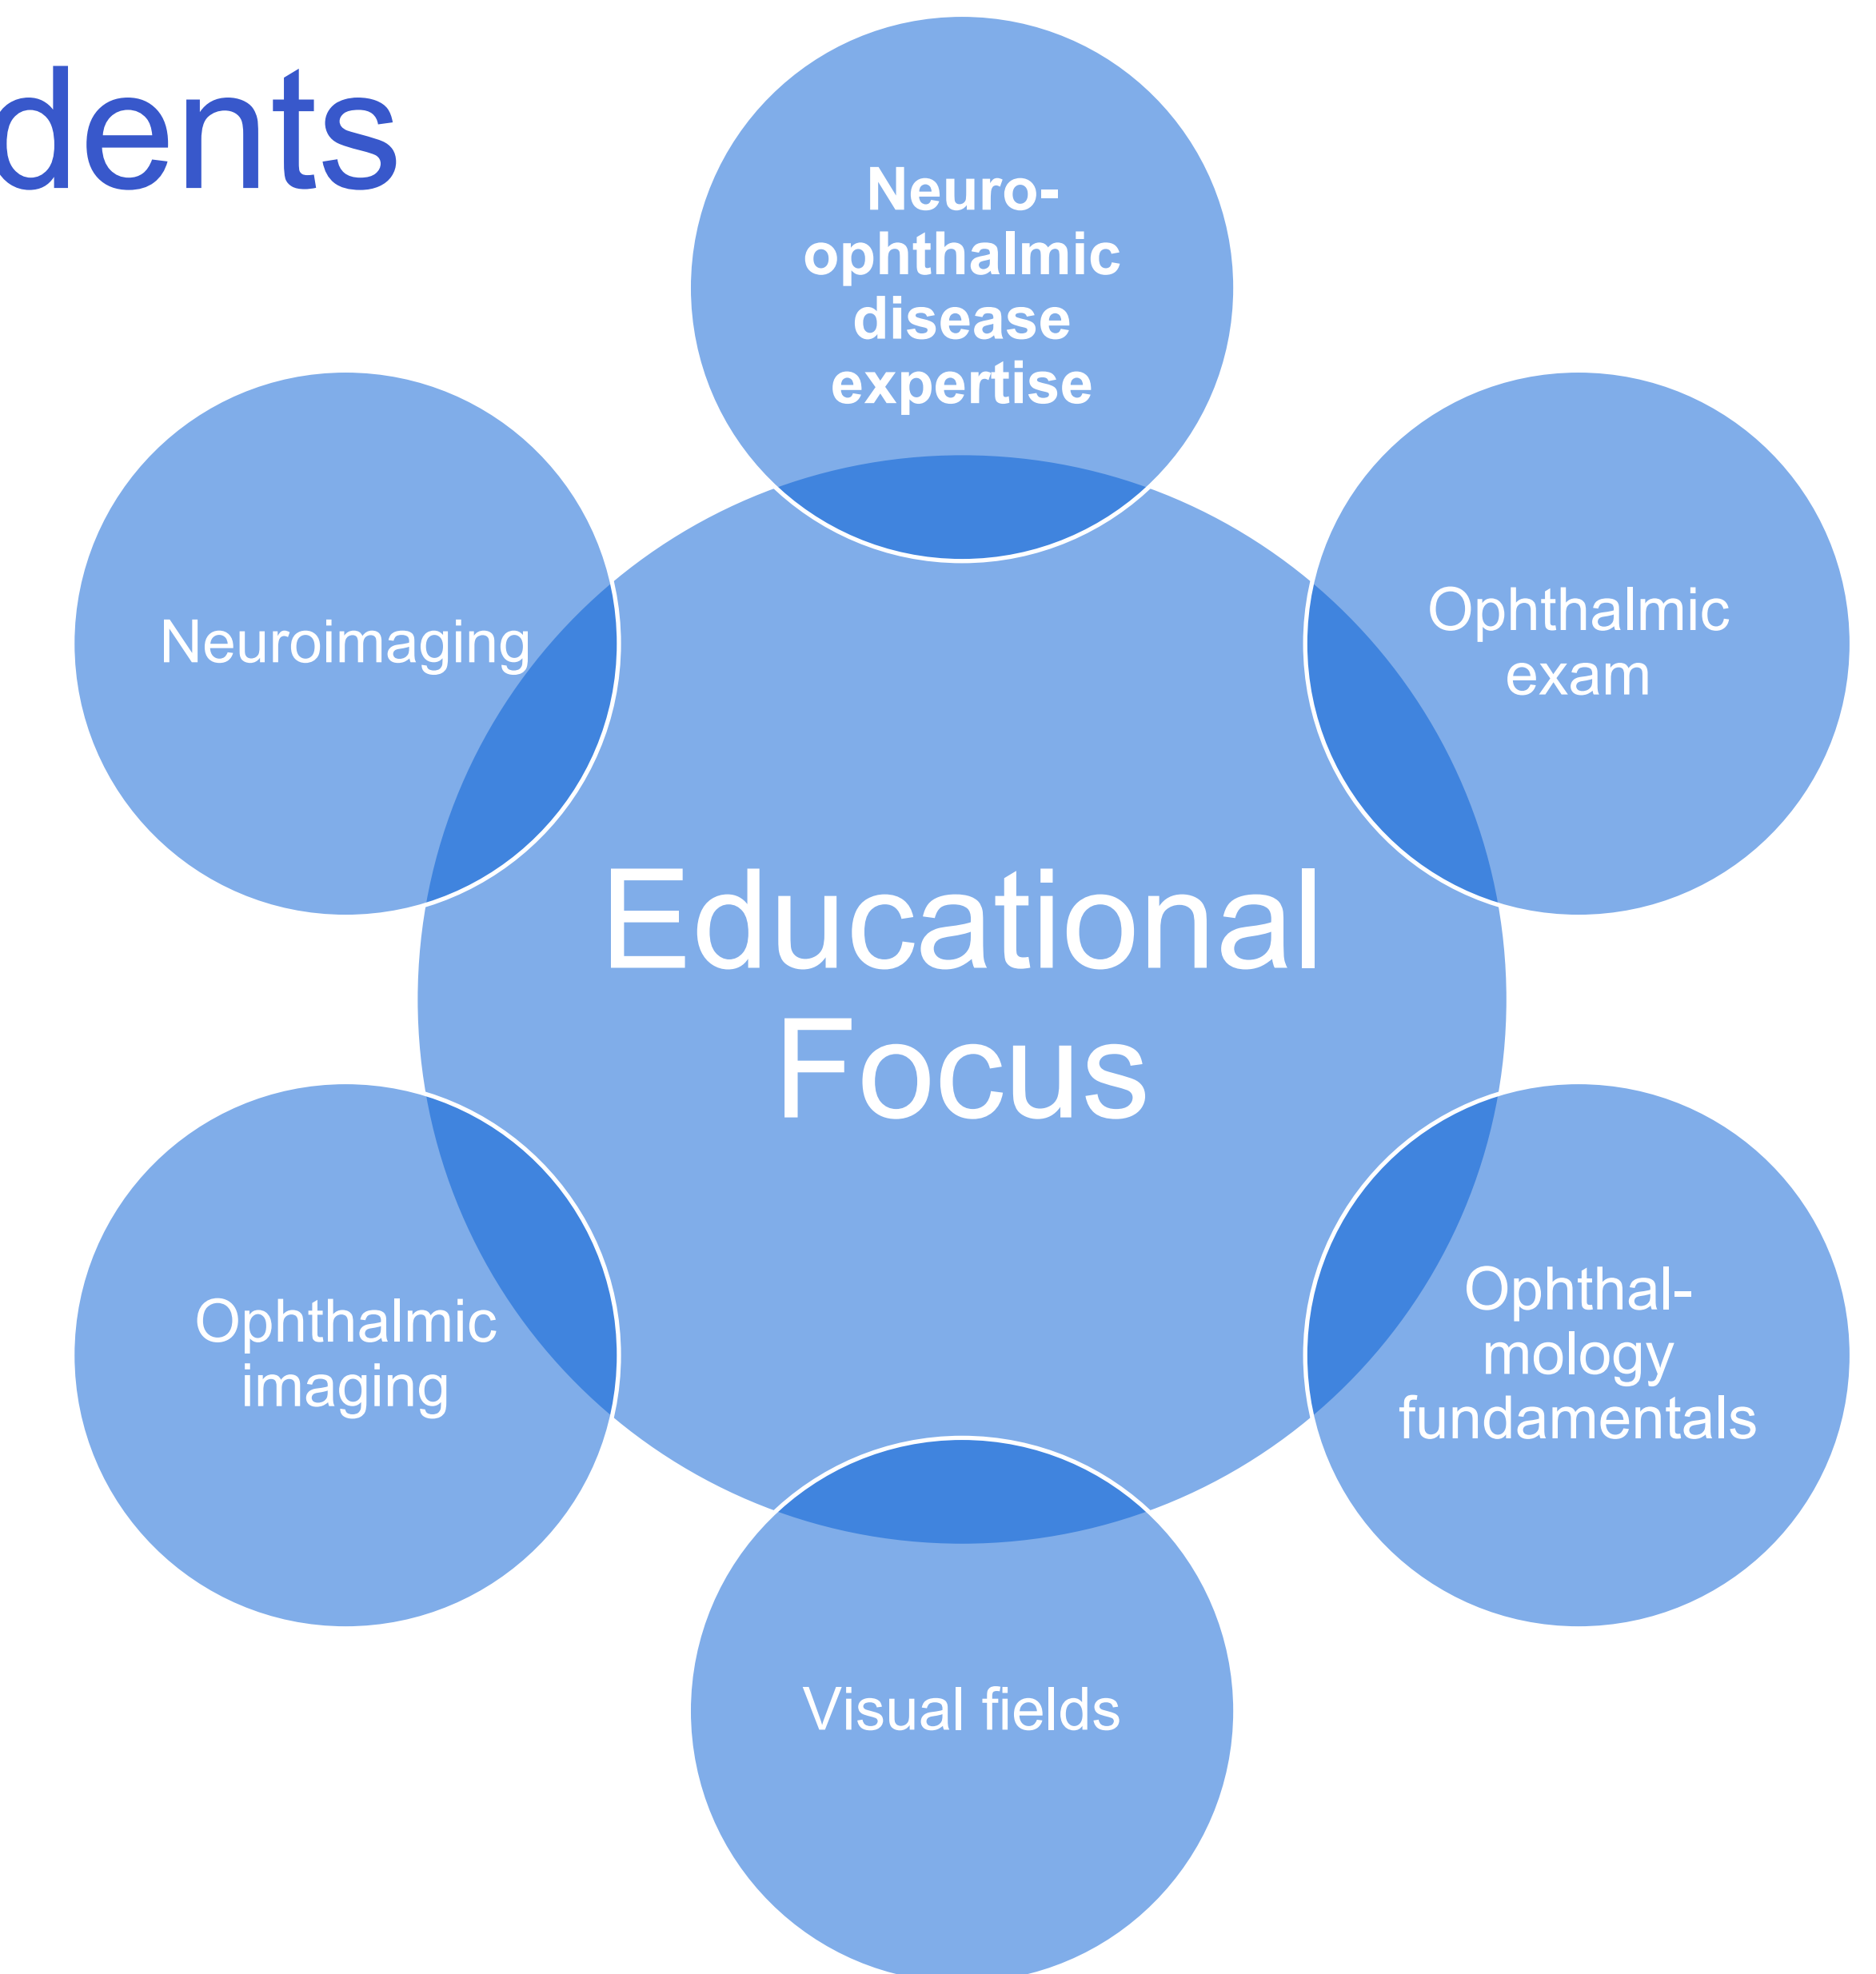 dents
Neuro-
ophthalmic
disease
expertise
Neuroimaging
Ophthalmic
exam
Educational
Focus
Ophthalmic
imaging
Ophthal-
mology
fundamentals
Visual fields